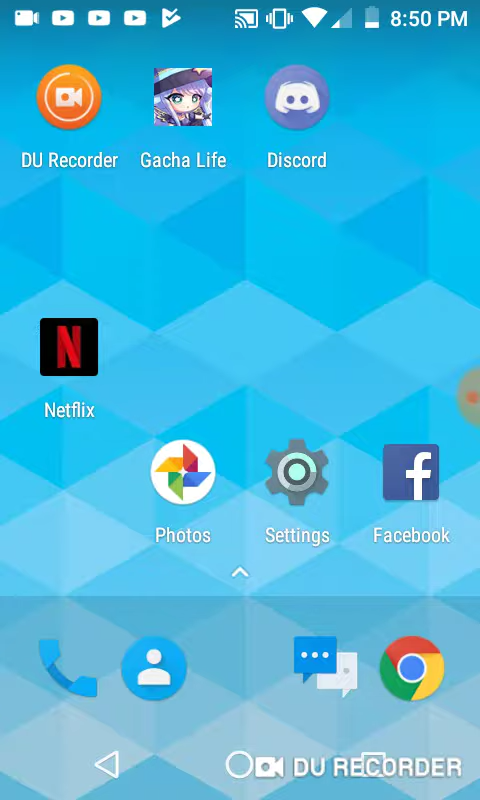 8:50 PM
DU Recorder
Gacha Life
Discord
N
Netflix
Photos
Settings
Facebook
DU RECORDER